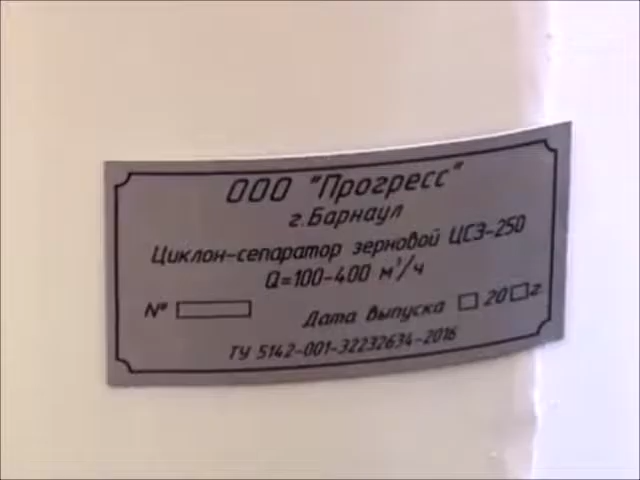 ООО "Прогресс"
г.Барнаул
Циклон-сепаратор зерновой ЦСЗ-250
Q=100-400 м³/ч
№ Дата выпуска 20 г
ТУ 5142-001-32232634-2016